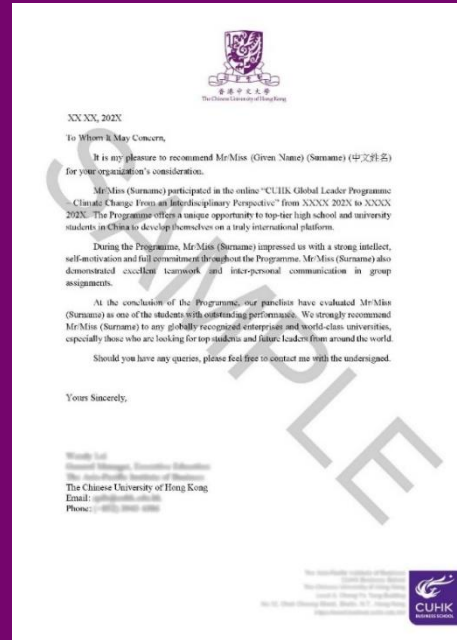 香港中文大學
The Chinese University of Hong Kong
XX XX, 202X
To Whom It May Concern,
It is my pleasure to recommend Mr/Miss (Given Name) (Surname) (中文姓名)
for your organization's consideration.
Mr/Miss (Surname) participated in the online "CUHK Global Leader Programme
– Climate Change From an Interdisciplinary Perspective" from XXXX 202X to XXXX
202X. The Programme offers a unique opportunity to top-tier high school and university
students in China to develop themselves on a truly international platform.
During the Programme, Mr/Miss (Surname) impressed us with a strong intellect,
self-motivation and full commitment throughout the Programme. Mr/Miss (Surname) also
demonstrated excellent teamwork and inter-personal communication in group
assignments.
At the conclusion of the Programme, our panelists have evaluated Mr/Miss
(Surname) as one of the students with outstanding performance. We strongly recommend
Mr/Miss (Surname) to any globally recognized enterprises and world-class universities,
especially those who are looking for top students and future leaders from around the world.
Should you have any queries, please feel free to contact me with the undersigned.
Yours Sincerely,
The Chinese University of Hong Kong
Email:
Phone:
SAMPLE
CUHK
BUSINESS SCHOOL